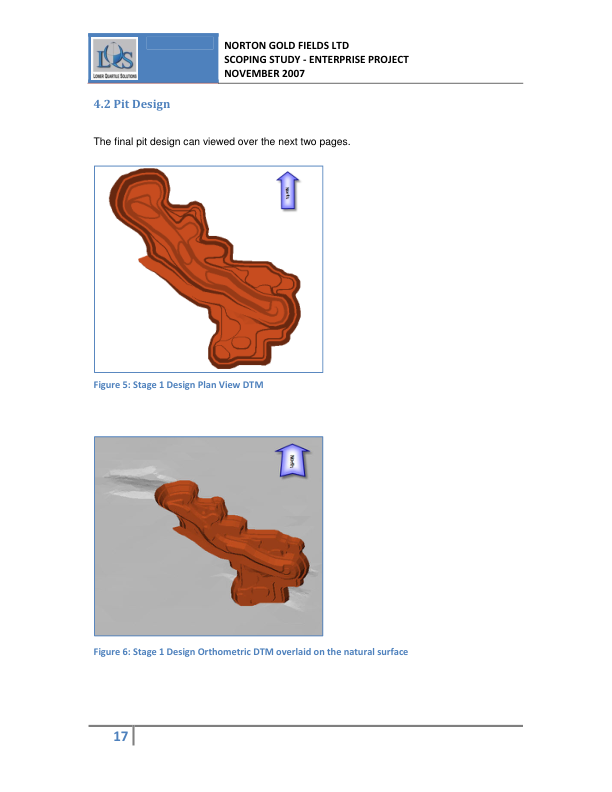 LQS
LOWER QUARTILE SOLUTIONS
NORTON GOLD FIELDS LTD
SCOPING STUDY - ENTERPRISE PROJECT
NOVEMBER 2007
4.2 Pit Design
The final pit design can viewed over the next two pages.
North
Figure 5: Stage 1 Design Plan View DTM
North
Figure 6: Stage 1 Design Orthometric DTM overlaid on the natural surface
17